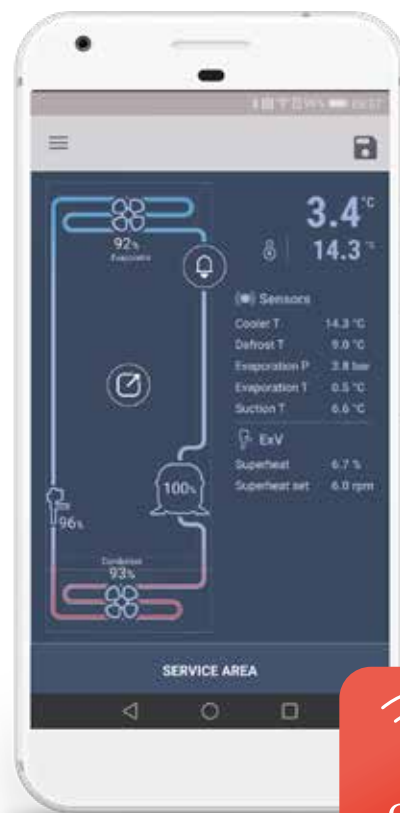 3.4 °C
14.3 °C
92%
Evaporator
Sensors
Cooler T 14.3 °C
Defrost T 9.0 °C
Evaporation P 3.8 bar
Evaporation T 0.5 °C
Suction T 6.6 °C
ExV
Superheat 6.7 %
Superheat set 6.0 rpm
100%
96%
Condenser
93%
SERVICE AREA